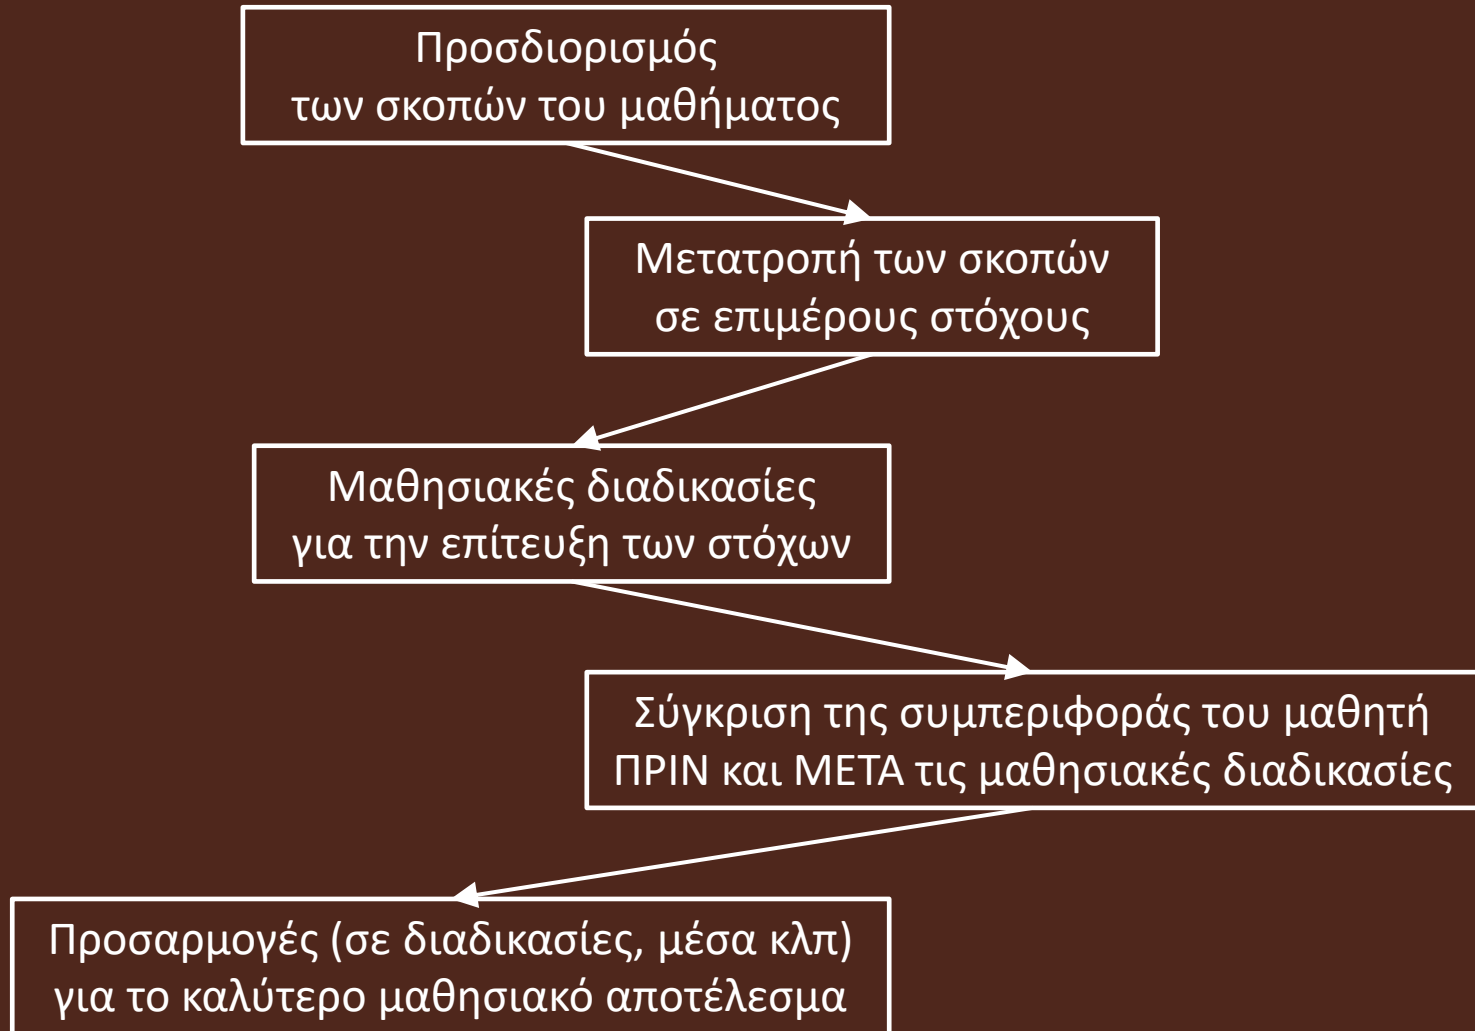 Προσδιορισμός
των σκοπών του μαθήματος
Μετατροπή των σκοπών
σε επιμέρους στόχους
Μαθησιακές διαδικασίες
για την επίτευξη των στόχων
Σύγκριση της συμπεριφοράς του μαθητή
ΠΡΙΝ και ΜΕΤΑ τις μαθησιακές διαδικασίες
Προσαρμογές (σε διαδικασίες, μέσα κλπ)
για το καλύτερο μαθησιακό αποτέλεσμα